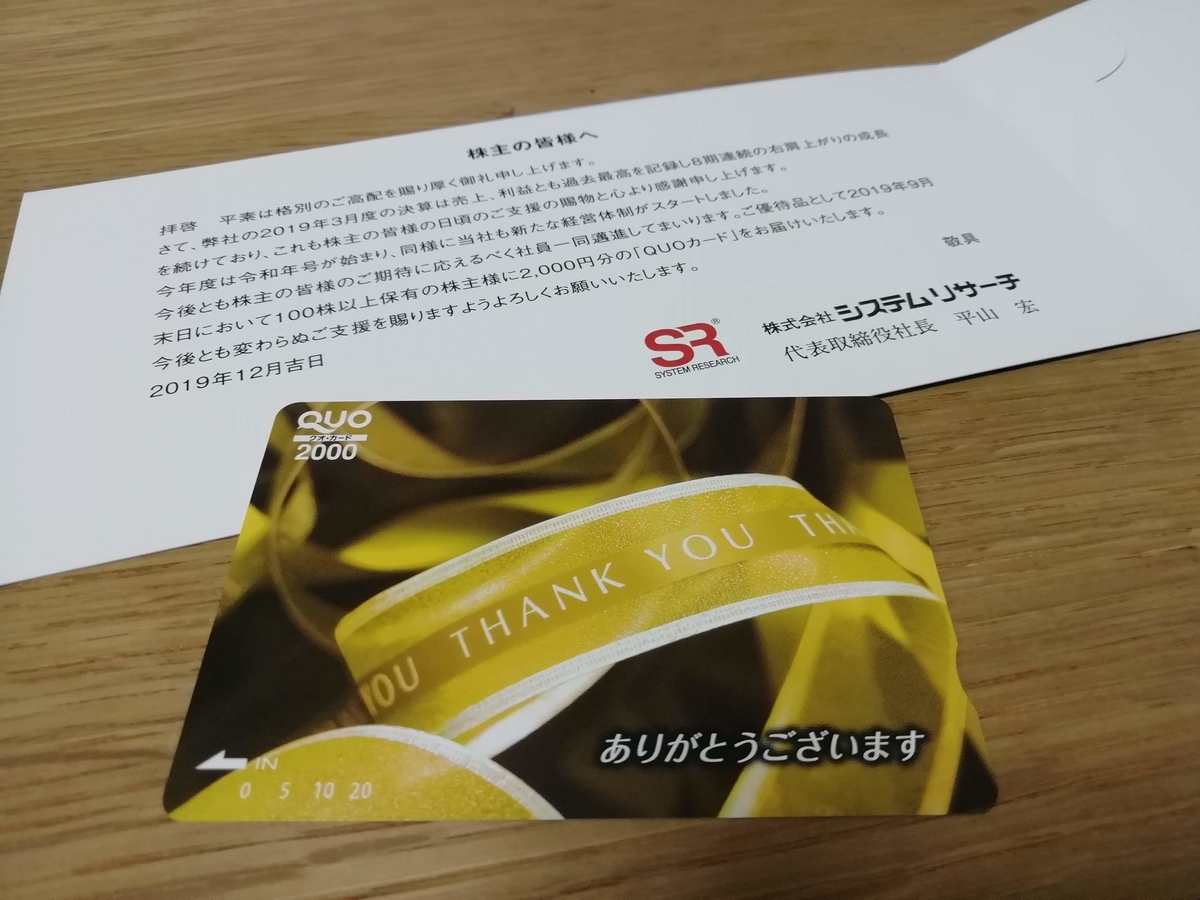 株主の皆様へ
拝啓　平素は格別のご高配を賜り厚く御礼申し上げます。
さて、弊社の2019年3月度の決算は売上、利益とも過去最高を記録し8期連続の右肩上がりの成長
を続けており、これも株主の皆様の日頃のご支援の賜物と心より感謝申し上げます。
今年度は令和年号が始まり、同様に当社も新たな経営体制がスタートしました。
今後とも株主の皆様のご期待に応えるべく社員一同邁進してまいります。ご優待品として2019年9月
末日において100株以上保有の株主様に2,000円分の「QUOカード」をお届けいたします。
今後とも変わらぬご支援を賜りますようよろしくお願いいたします。
敬具
2019年12月吉日
SR®
SYSTEM RESEARCH
株式会社システムリサーチ
代表取締役社長　平山　宏
QUO
クオ・カード
2000
YOU THANK YOU TH
ありがとうございます
IN
0 5 10 20